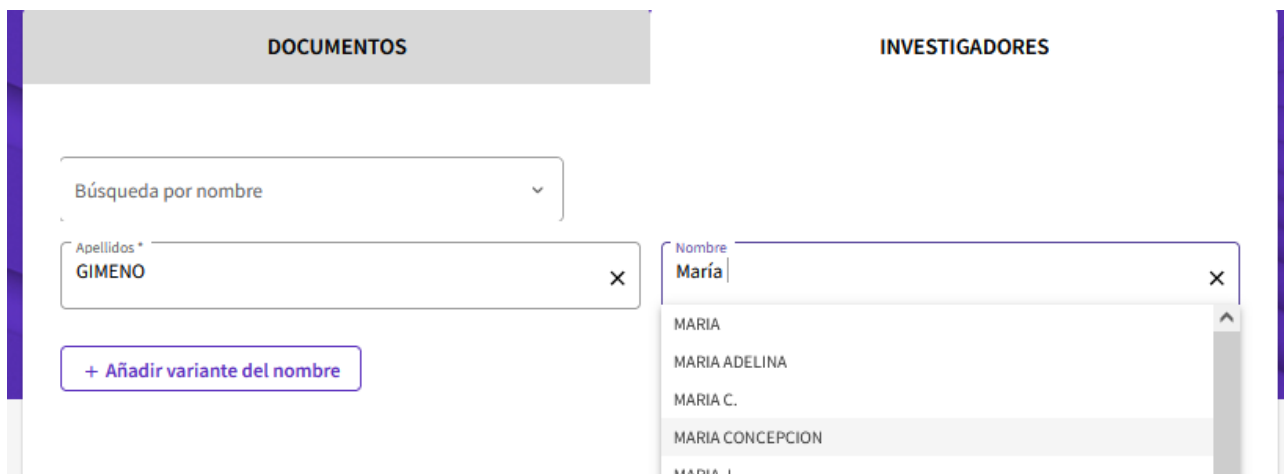 DOCUMENTOS
INVESTIGADORES
Búsqueda por nombre
Apellidos *
GIMENO
Nombre
María
+ Añadir variante del nombre
MARIA
MARIA ADELINA
MARIA C.
MARIA CONCEPCION